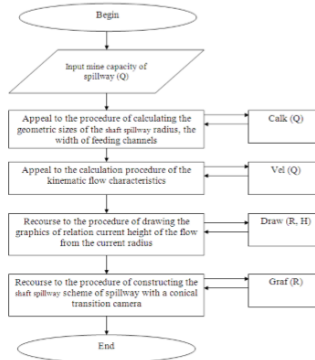 Begin
Input mine capacity of
spillway (Q)
Appeal to the procedure of calculating the
geometric sizes of the shaft spillway radius, the
width of feeding channels
Calk (Q)
Appeal to the calculation procedure of the
kinematic flow characteristics
Vel (Q)
Recourse to the procedure of drawing the
graphics of relation current height of the flow
from the current radius
Draw (R, H)
Recourse to the procedure of constructing the
shaft spillway scheme of spillway with a conical
transition camera
Graf (R)
End